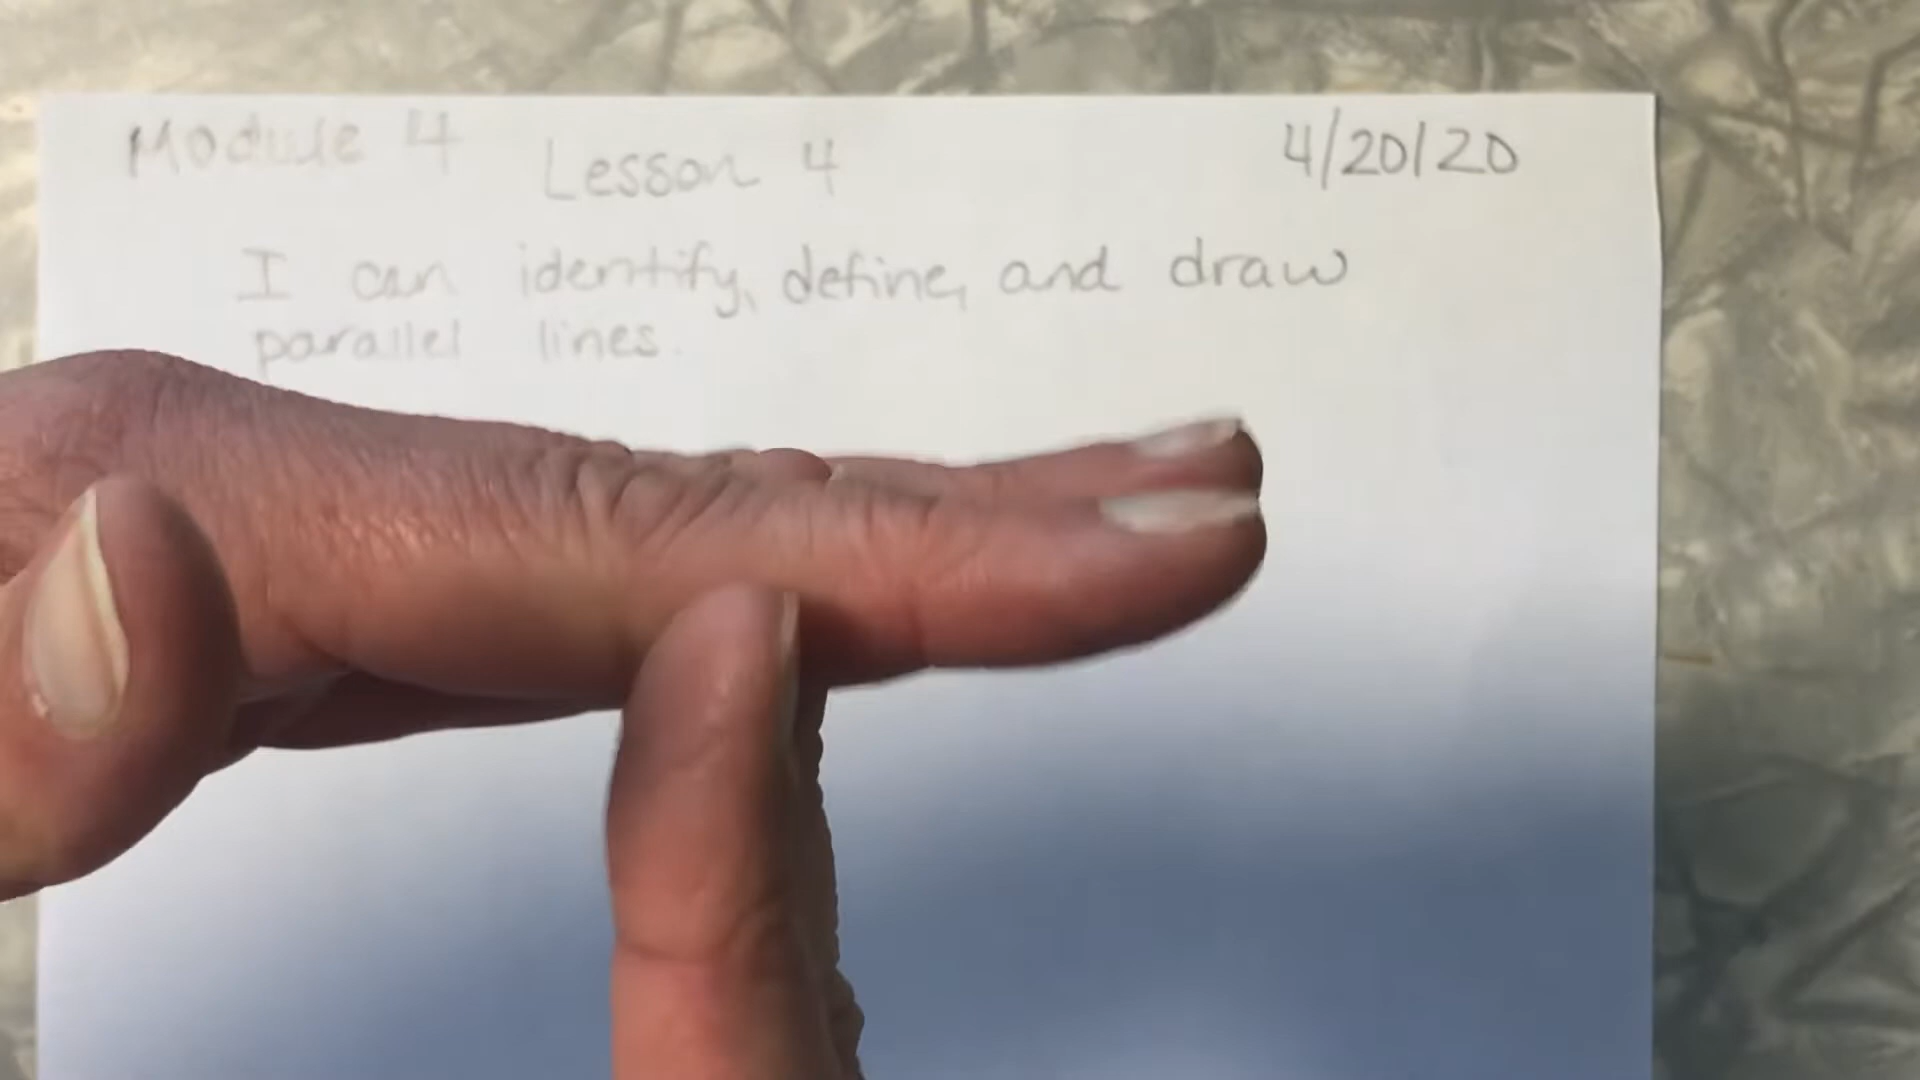 Module 4 Lesson 4 4/20/20
I can identify, define, and draw
parallel lines.